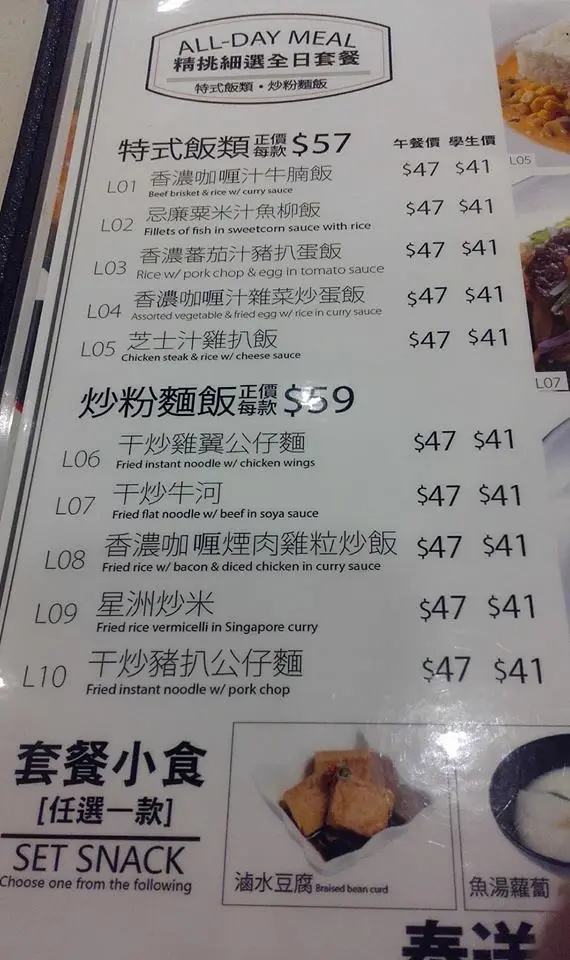 ALL-DAY MEAL
精挑細選全日套餐
特式飯類・炒粉麵飯
特式飯類 正價每款 $57 午餐價 學生價
L01 香濃咖喱汁牛腩飯 $47 $41
Beef brisket & rice w/ curry sauce
L02 忌廉粟米汁魚柳飯 $47 $41
Fillets of fish in sweetcorn sauce with rice
L03 香濃蕃茄汁豬扒蛋飯 $47 $41
Rice w/ pork chop & egg in tomato sauce
L04 香濃咖喱汁雜菜炒蛋飯 $47 $41
Assorted vegetable & fried egg w/ rice in curry sauce
L05 芝士汁雞扒飯 $47 $41
Chicken steak & rice w/ cheese sauce
炒粉麵飯 正價每款 $59
L06 干炒雞翼公仔麵 $47 $41
Fried instant noodle w/ chicken wings
L07 干炒牛河 $47 $41
Fried flat noodle w/ beef in soya sauce
L08 香濃咖喱煙肉雞粒炒飯 $47 $41
Fried rice w/ bacon & diced chicken in curry sauce
L09 星洲炒米 $47 $41
Fried rice vermicelli in Singapore curry
L10 干炒豬扒公仔麵 $47 $41
Fried instant noodle w/ pork chop
L05
L07
套餐小食
[任選一款]
SET SNACK
Choose one from the following
滷水豆腐 Braised bean curd
魚湯蘿蔔